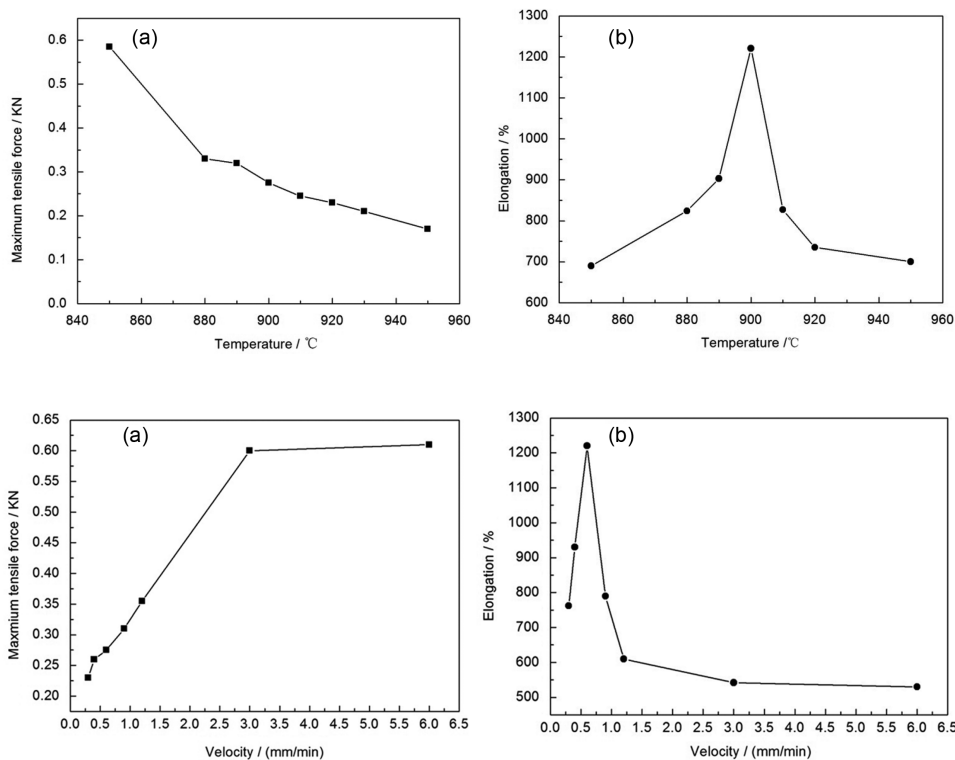 (a)
Maximum tensile force / KN
0.6
0.5
0.4
0.3
0.2
0.1
0.0
840 860 880 900 920 940 960
Temperature / ℃
(b)
Elongation / %
1300
1200
1100
1000
900
800
700
600
840 860 880 900 920 940 960
Temperature /℃
(a)
Maxmium tensile force / KN
0.65
0.60
0.55
0.50
0.45
0.40
0.35
0.30
0.25
0.20
0.0 0.5 1.0 1.5 2.0 2.5 3.0 3.5 4.0 4.5 5.0 5.5 6.0 6.5
Velocity / (mm/min)
(b)
Elongation / %
1300
1200
1100
1000
900
800
700
600
500
0.0 0.5 1.0 1.5 2.0 2.5 3.0 3.5 4.0 4.5 5.0 5.5 6.0 6.5
Velocity / (mm/min)